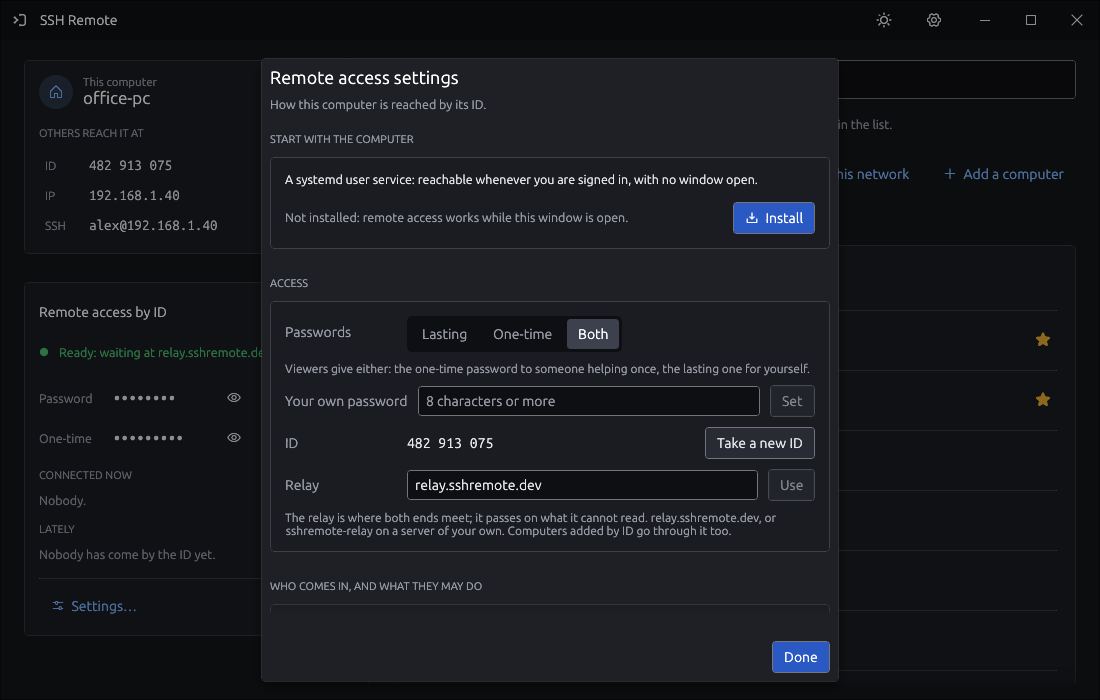 SSH Remote
This computer
office-pc
OTHERS REACH IT AT
ID 482 913 075
IP 192.168.1.40
SSH alex@192.168.1.40
Remote access by ID
Ready: waiting at relay.sshremote.de
Password ••••••••
One-time •••••••••
CONNECTED NOW
Nobody.
LATELY
Nobody has come by the ID yet.
Settings…
Remote access settings
How this computer is reached by its ID.
START WITH THE COMPUTER
A systemd user service: reachable whenever you are signed in, with no window open.
Not installed: remote access works while this window is open.
Install
ACCESS
Passwords Lasting One-time Both
Viewers give either: the one-time password to someone helping once, the lasting one for yourself.
Your own password 8 characters or more Set
ID 482 913 075 Take a new ID
Relay relay.sshremote.dev Use
The relay is where both ends meet; it passes on what it cannot read. relay.sshremote.dev, or
sshremote-relay on a server of your own. Computers added by ID go through it too.
WHO COMES IN, AND WHAT THEY MAY DO
Done
in the list.
his network + Add a computer